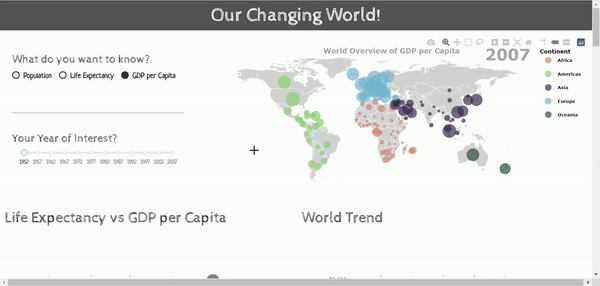 Our Changing World!
What do you want to know?
Population Life Expectancy GDP per Capita
Your Year of Interest?
1952 1957 1962 1967 1972 1977 1982 1987 1992 1997 2002 2007
World Overview of GDP per Capita
2007
Continent
Africa
Americas
Asia
Europe
Oceania
Life Expectancy vs GDP per Capita
World Trend